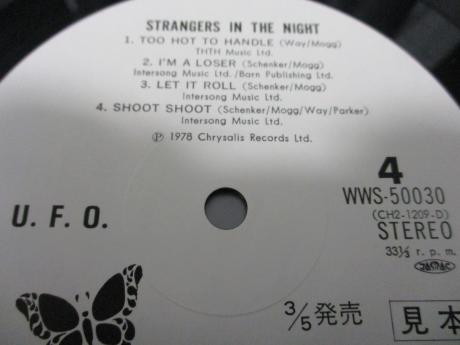 STRANGERS IN THE NIGHT
1. TOO HOT TO HANDLE (Way/Mogg)
THTH Music Ltd.
2. I'M A LOSER (Schenker/Mogg)
Intersong Music Ltd./Barn Publishing Ltd.
3. LET IT ROLL (Schenker/Mogg)
Intersong Music Ltd.
4. SHOOT SHOOT (Schenker/Mogg/Way/Parker)
Intersong Music Ltd.
℗ 1978 Chrysalis Records Ltd.
4
WWS-50030
(CH2-1209-D)
STEREO
33⅓ r. p. m.
JASRAC
U. F. O.
3/5発売
見本